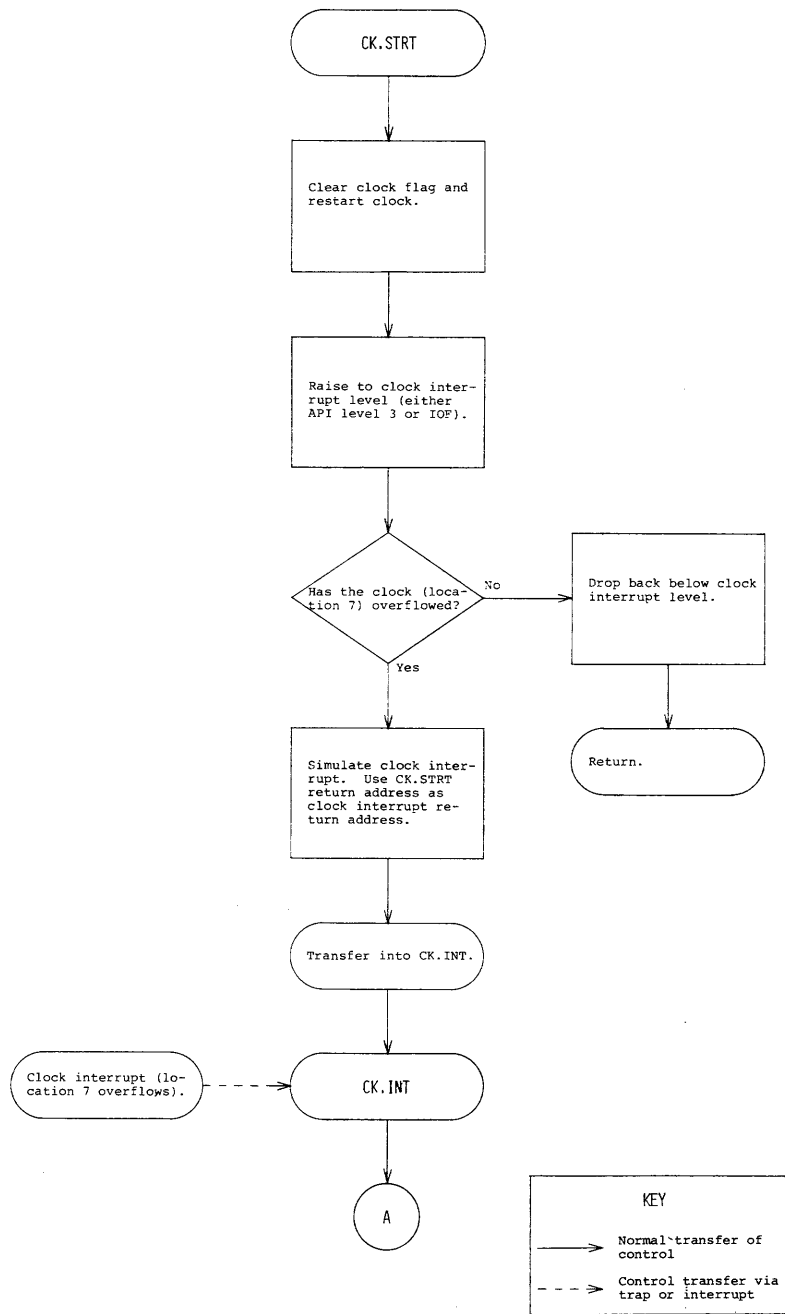 CK.STRT
Clear clock flag and
restart clock.
Raise to clock inter-
rupt level (either
API level 3 or IOF).
Has the clock (loca-
tion 7) overflowed?
No
Drop back below clock
interrupt level.
Yes
Return.
Simulate clock inter-
rupt. Use CK.STRT
return address as
clock interrupt re-
turn address.
Transfer into CK.INT.
Clock interrupt (lo-
cation 7 overflows).
CK.INT
A
KEY
Normal transfer of
control
Control transfer via
trap or interrupt